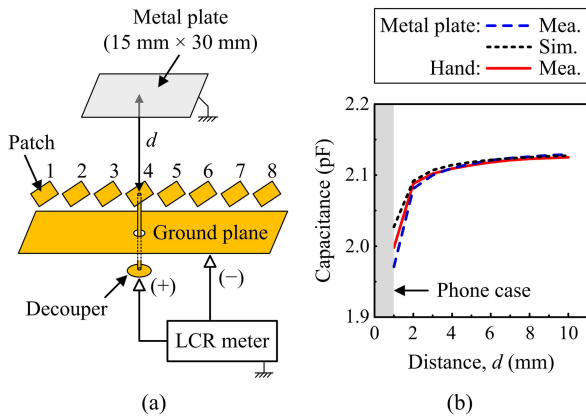 (a)
Metal plate
(15 mm × 30 mm)
d
Patch
1 2 3 4 5 6 7 8
Ground plane
Decouper
(+)
(−)
LCR meter
(a)
(b)
Metal plate: Mea.
Sim.
Hand: Mea.
Capacitance (pF)
2.2
2.1
2.0
1.9
Phone case
0 2 4 6 8 10
Distance, d (mm)
(b)